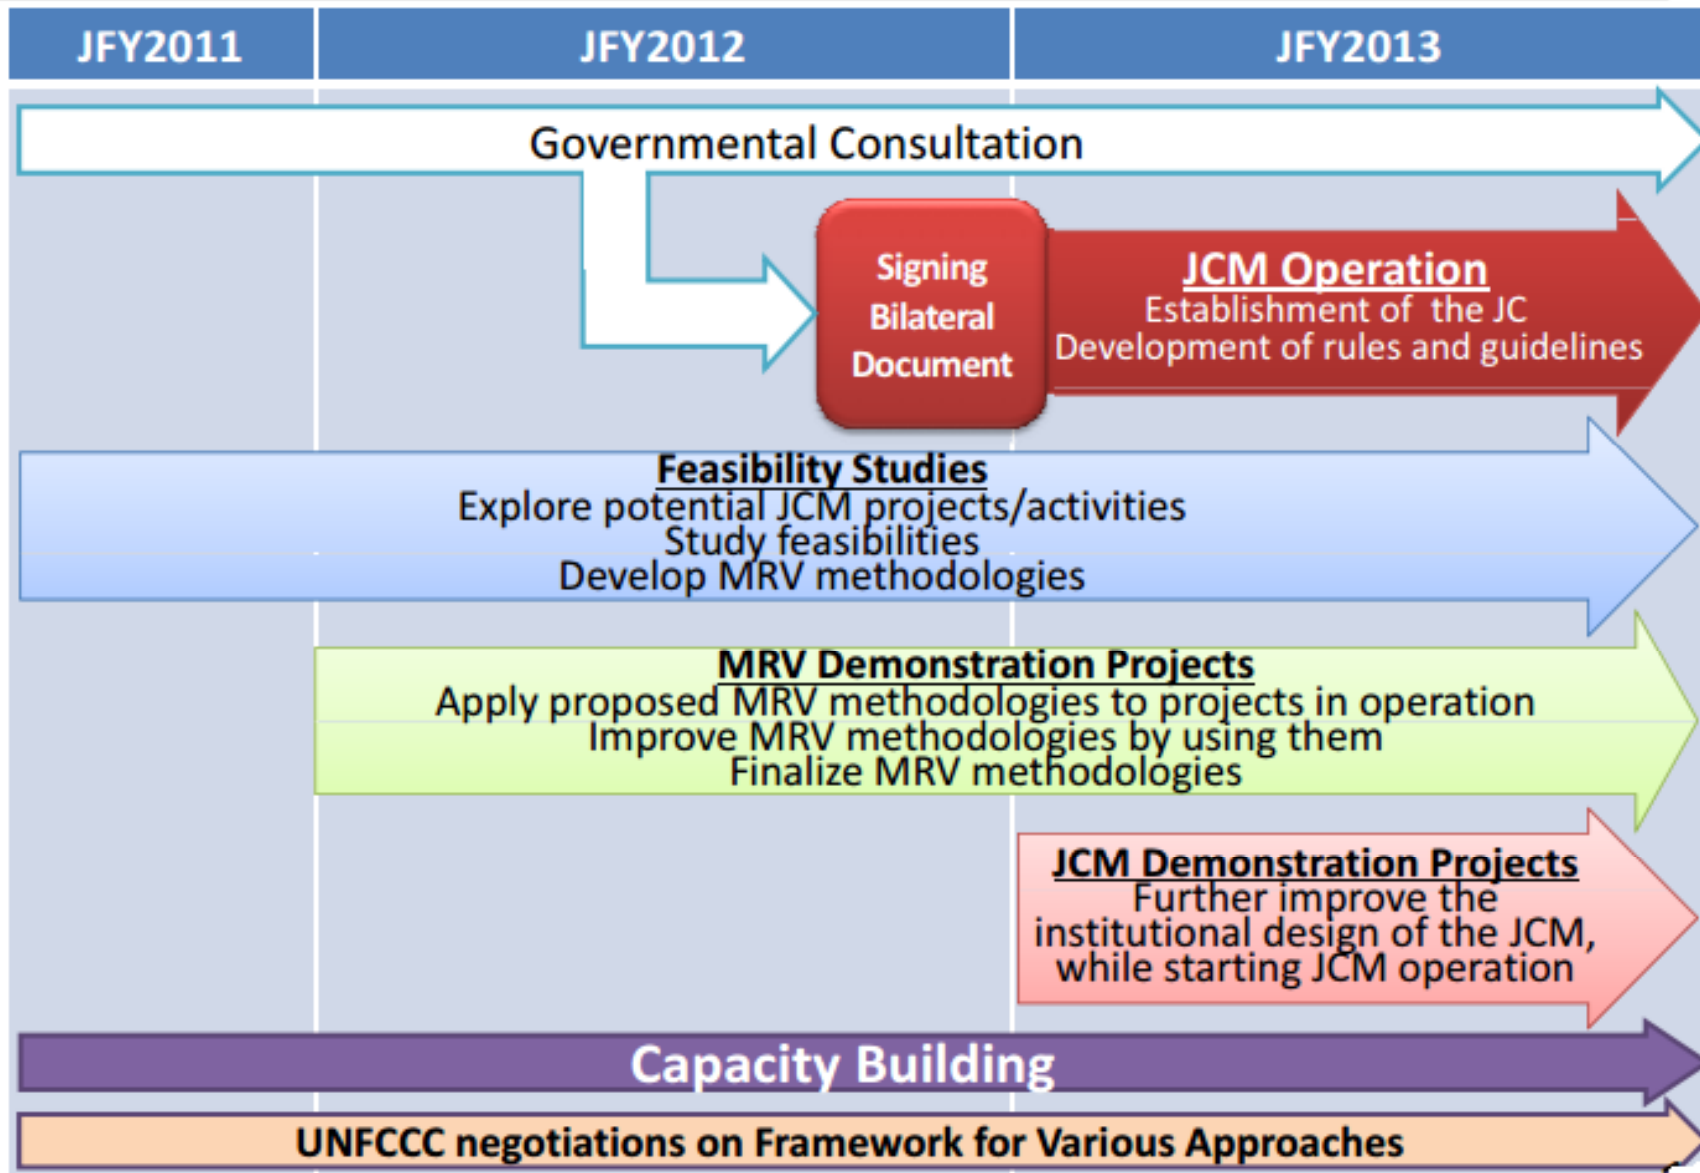 JFY2011
JFY2012
JFY2013
Governmental Consultation
Signing
Bilateral
Document
JCM Operation
Establishment of the JC
Development of rules and guidelines
Feasibility Studies
Explore potential JCM projects/activities
Study feasibilities
Develop MRV methodologies
MRV Demonstration Projects
Apply proposed MRV methodologies to projects in operation
Improve MRV methodologies by using them
Finalize MRV methodologies
JCM Demonstration Projects
Further improve the
institutional design of the JCM,
while starting JCM operation
Capacity Building
UNFCCC negotiations on Framework for Various Approaches